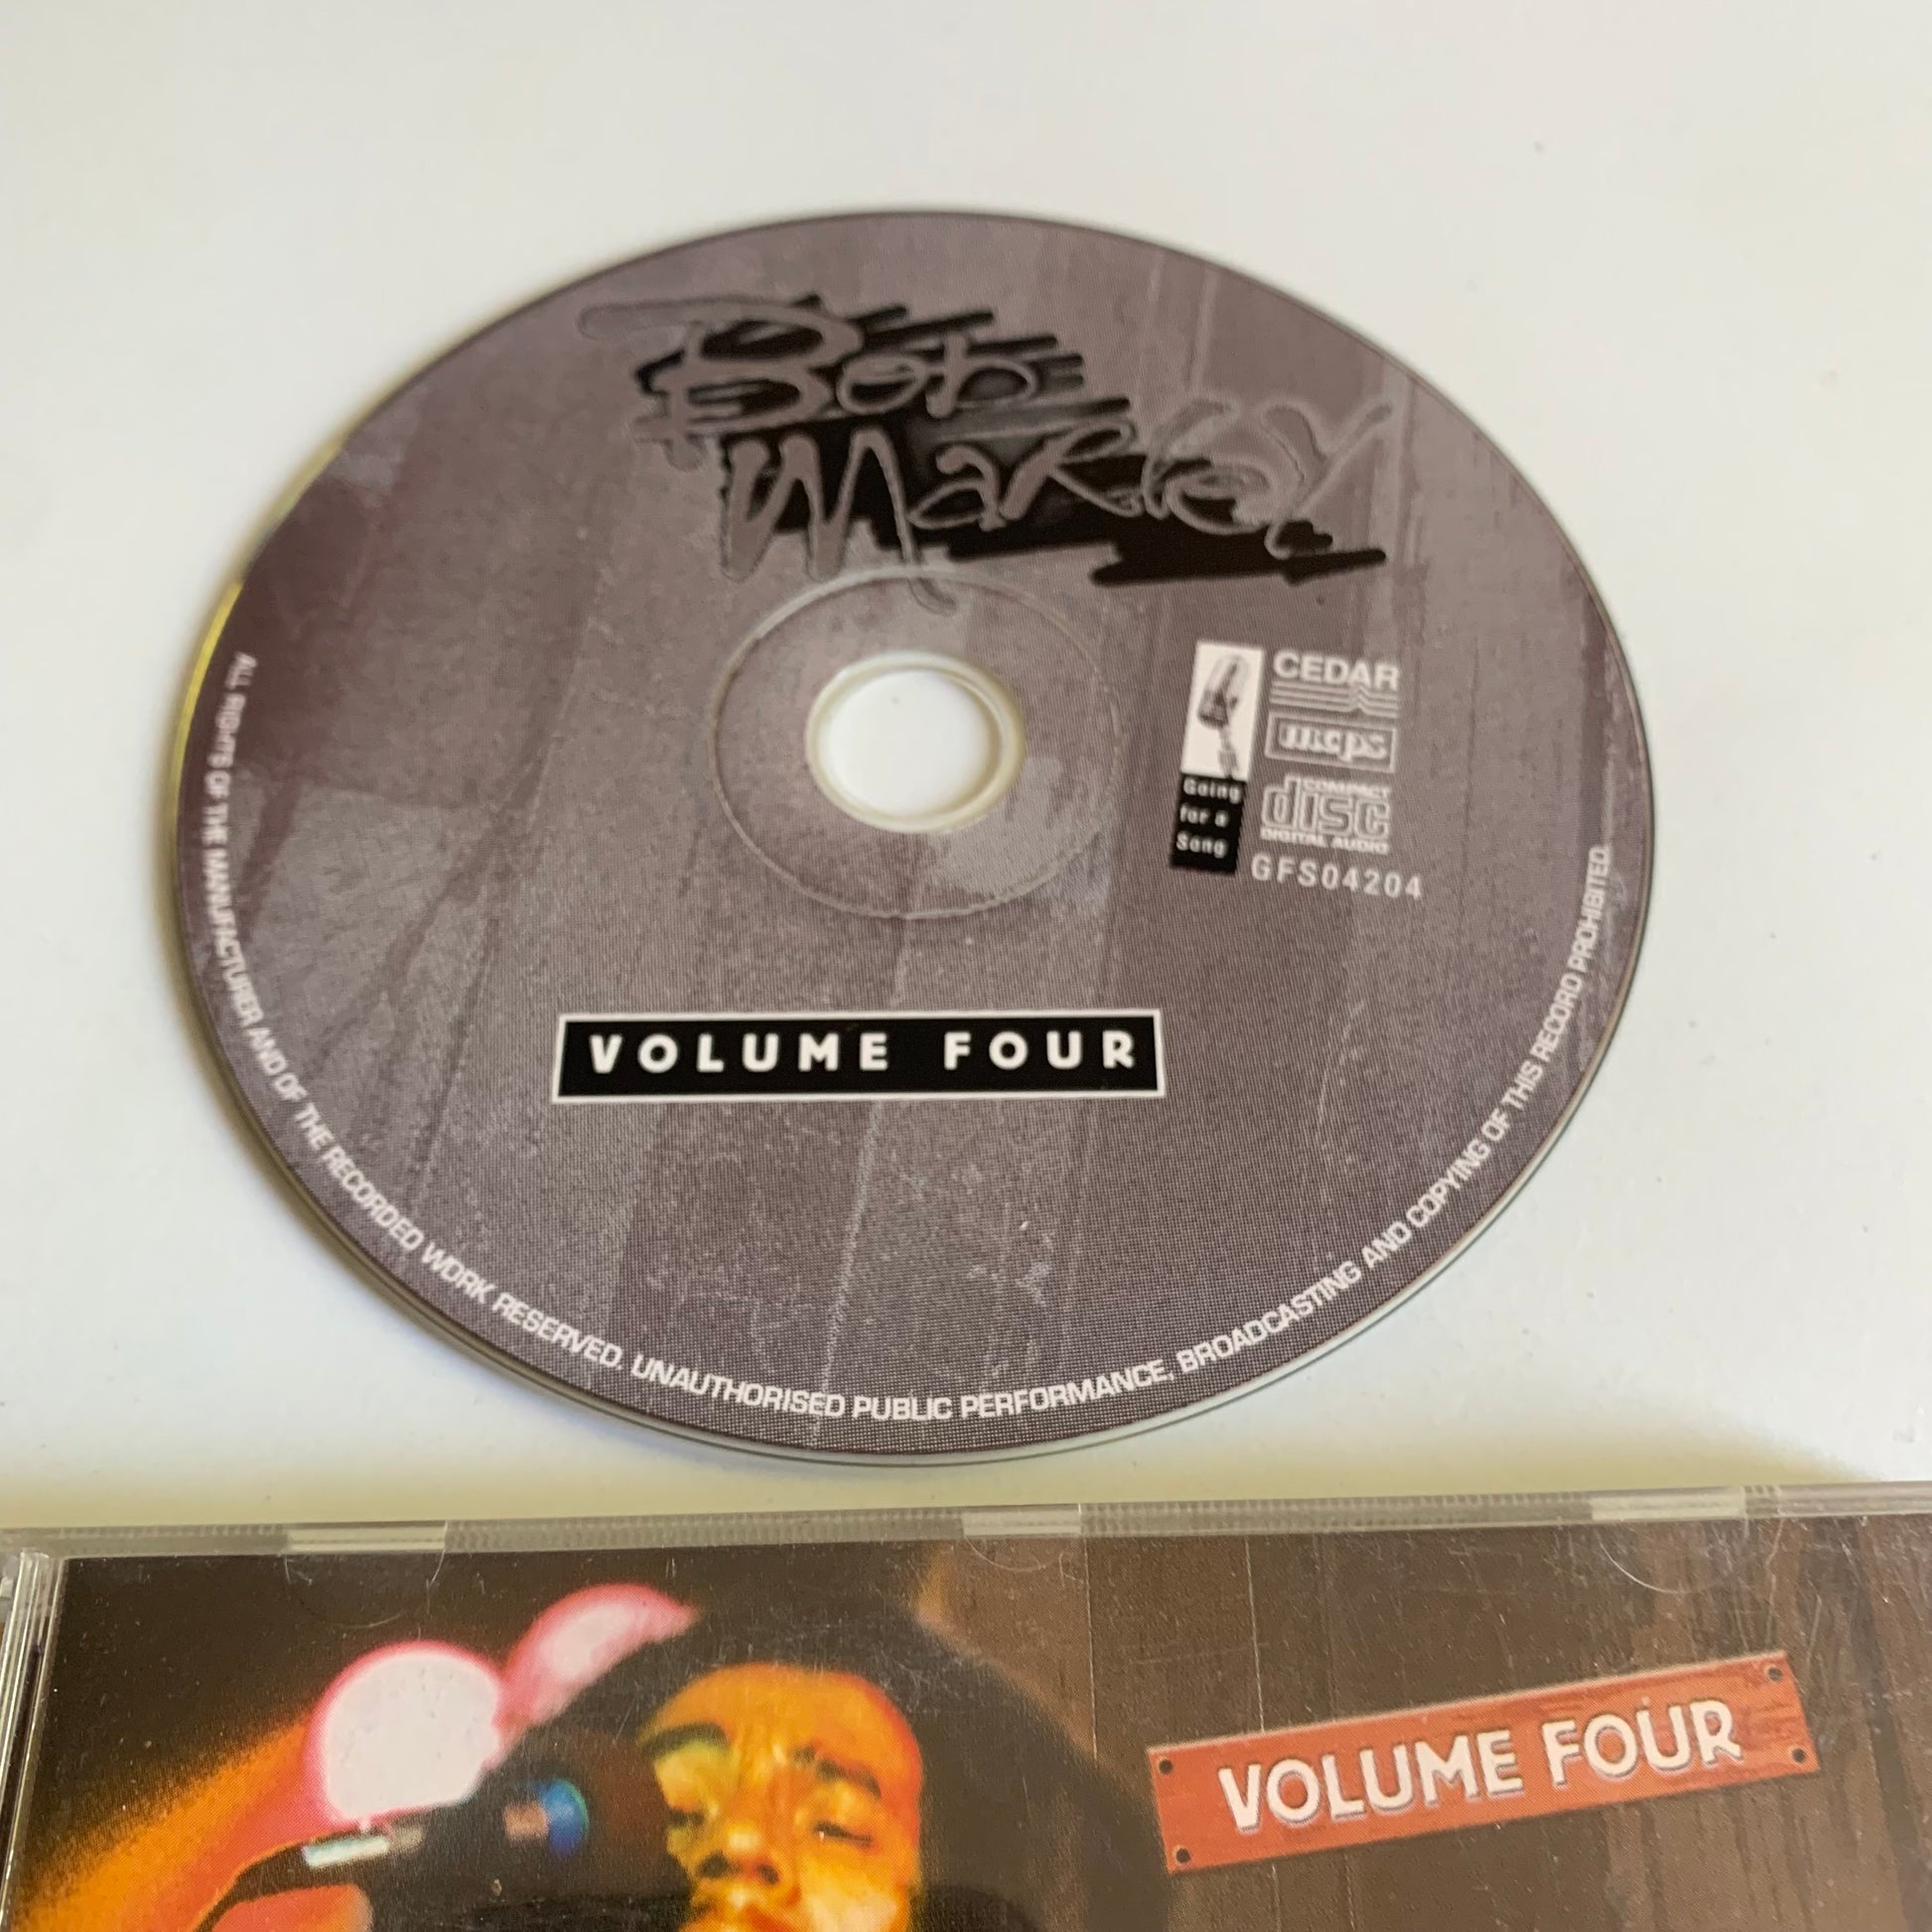 Bob
Marley
CEDAR
mcps
COMPACT
disc
DIGITAL AUDIO
Going
for a
Song
GFS04204
VOLUME FOUR
ALL RIGHTS OF THE MANUFACTURER AND OF THE RECORDED WORK RESERVED. UNAUTHORISED PUBLIC PERFORMANCE, BROADCASTING AND COPYING OF THIS RECORD PROHIBITED.
VOLUME FOUR